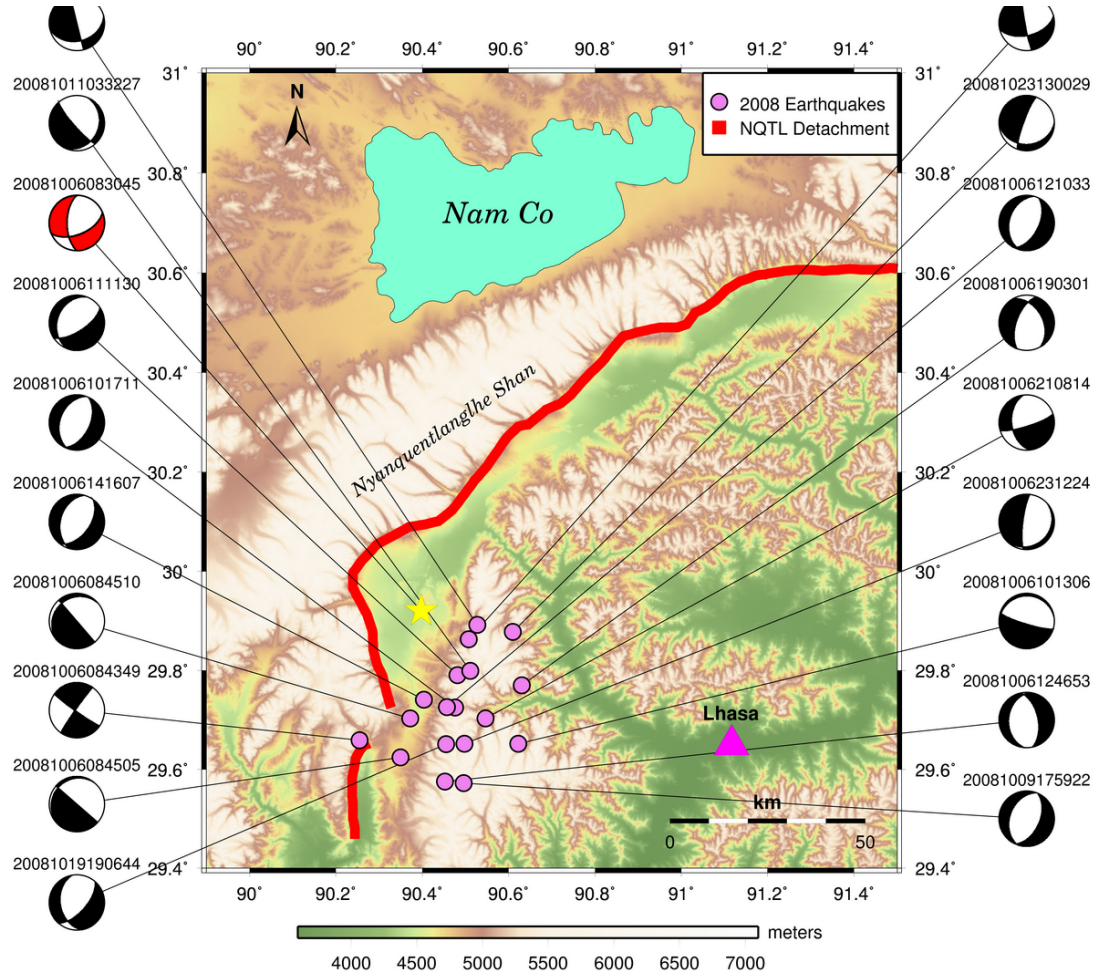 90˚ 90.2˚ 90.4˚ 90.6˚ 90.8˚ 91˚ 91.2˚ 91.4˚
31˚ 31˚
N
2008 Earthquakes
NQTL Detachment
20081011033227
20081023130029
30.8˚ 30.8˚
20081006083045
20081006121033
Nam Co
30.6˚ 30.6˚
20081006111130
20081006190301
30.4˚ 30.4˚
20081006101711
20081006210814
Nyanquentlanglhe Shan
30.2˚ 30.2˚
20081006141607
20081006231224
30˚ 30˚
20081006084510
20081006101306
29.8˚ 29.8˚
20081006084349
20081006124653
Lhasa
29.6˚ 29.6˚
20081006084505
20081009175922
km
0 50
20081019190644
29.4˚ 29.4˚
90˚ 90.2˚ 90.4˚ 90.6˚ 90.8˚ 91˚ 91.2˚ 91.4˚
meters
4000 4500 5000 5500 6000 6500 7000